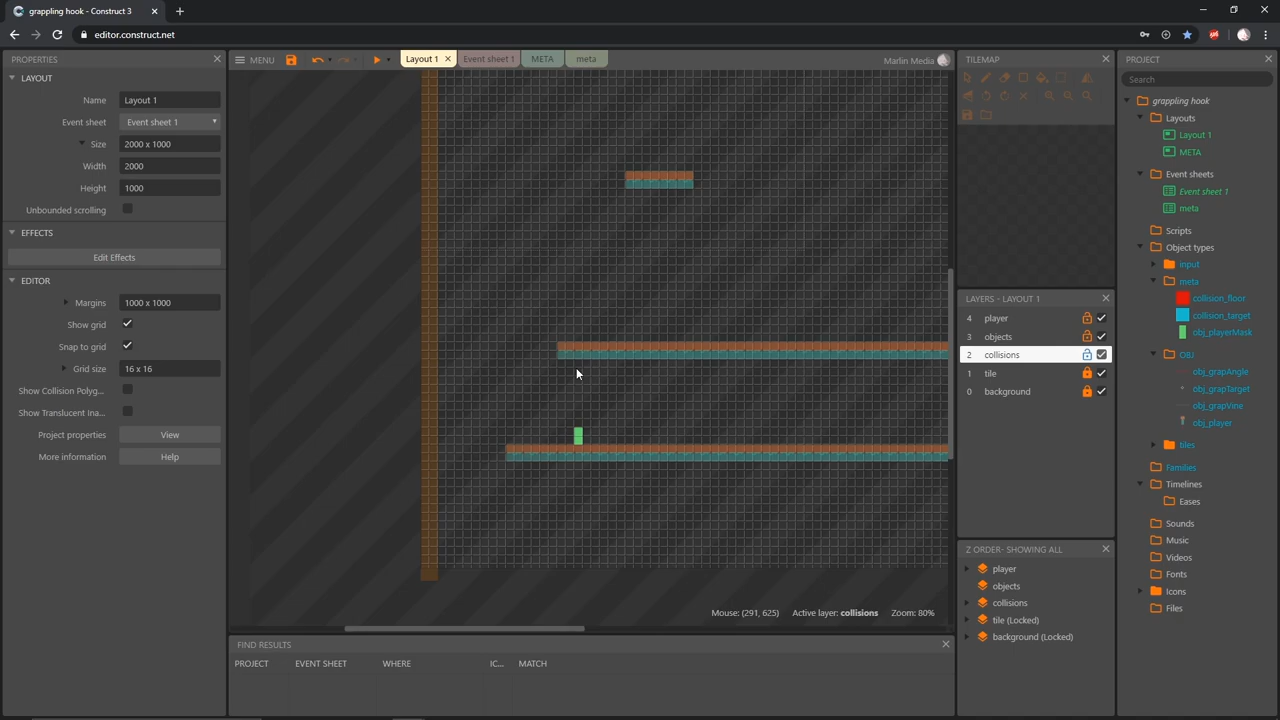 grappling hook - Construct 3
editor.construct.net
PROPERTIES
LAYOUT
Name Layout 1
Event sheet Event sheet 1
Size 2000 x 1000
Width 2000
Height 1000
Unbounded scrolling
EFFECTS
Edit Effects
EDITOR
Margins 1000 x 1000
Show grid
Snap to grid
Grid size 16 x 16
Show Collision Polyg...
Show Translucent Ina...
Project properties View
More information Help
MENU
Layout 1
Event sheet 1
META
meta
Marlin Media
Mouse: (291, 625) Active layer: collisions Zoom: 80%
FIND RESULTS
PROJECT EVENT SHEET WHERE IC... MATCH
TILEMAP
LAYERS - LAYOUT 1
4 player
3 objects
2 collisions
1 tile
0 background
Z ORDER- SHOWING ALL
player
objects
collisions
tile (Locked)
background (Locked)
PROJECT
Search
grappling hook
Layouts
Layout 1
META
Event sheets
Event sheet 1
meta
Scripts
Object types
input
meta
collision_floor
collision_target
obj_playerMask
OBJ
obj_grapAngle
obj_grapTarget
obj_grapVine
obj_player
tiles
Families
Timelines
Eases
Sounds
Music
Videos
Fonts
Icons
Files